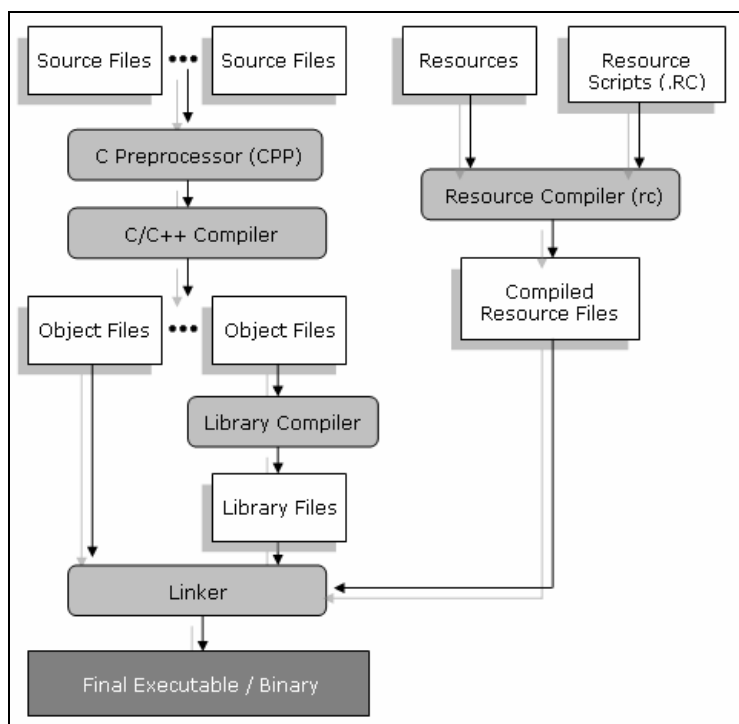 Source Files
Source Files
Resources
Resource
Scripts (.RC)
C Preprocessor (CPP)
Resource Compiler (rc)
C/C++ Compiler
Compiled
Resource Files
Object Files
Object Files
Library Compiler
Library Files
Linker
Final Executable / Binary